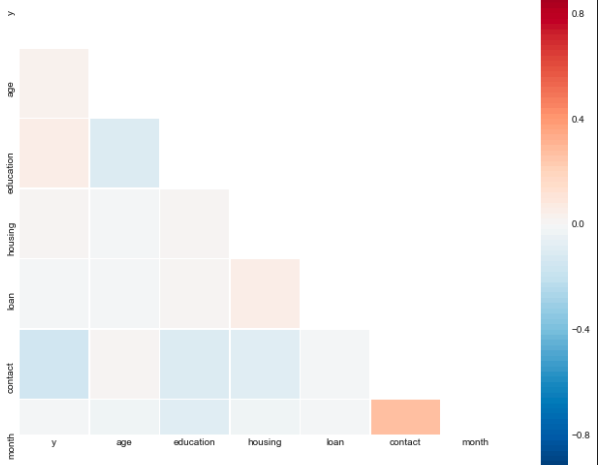 y
age
education
housing
loan
contact
month
y age education housing loan contact month
0.8
0.4
0.0
−0.4
−0.8